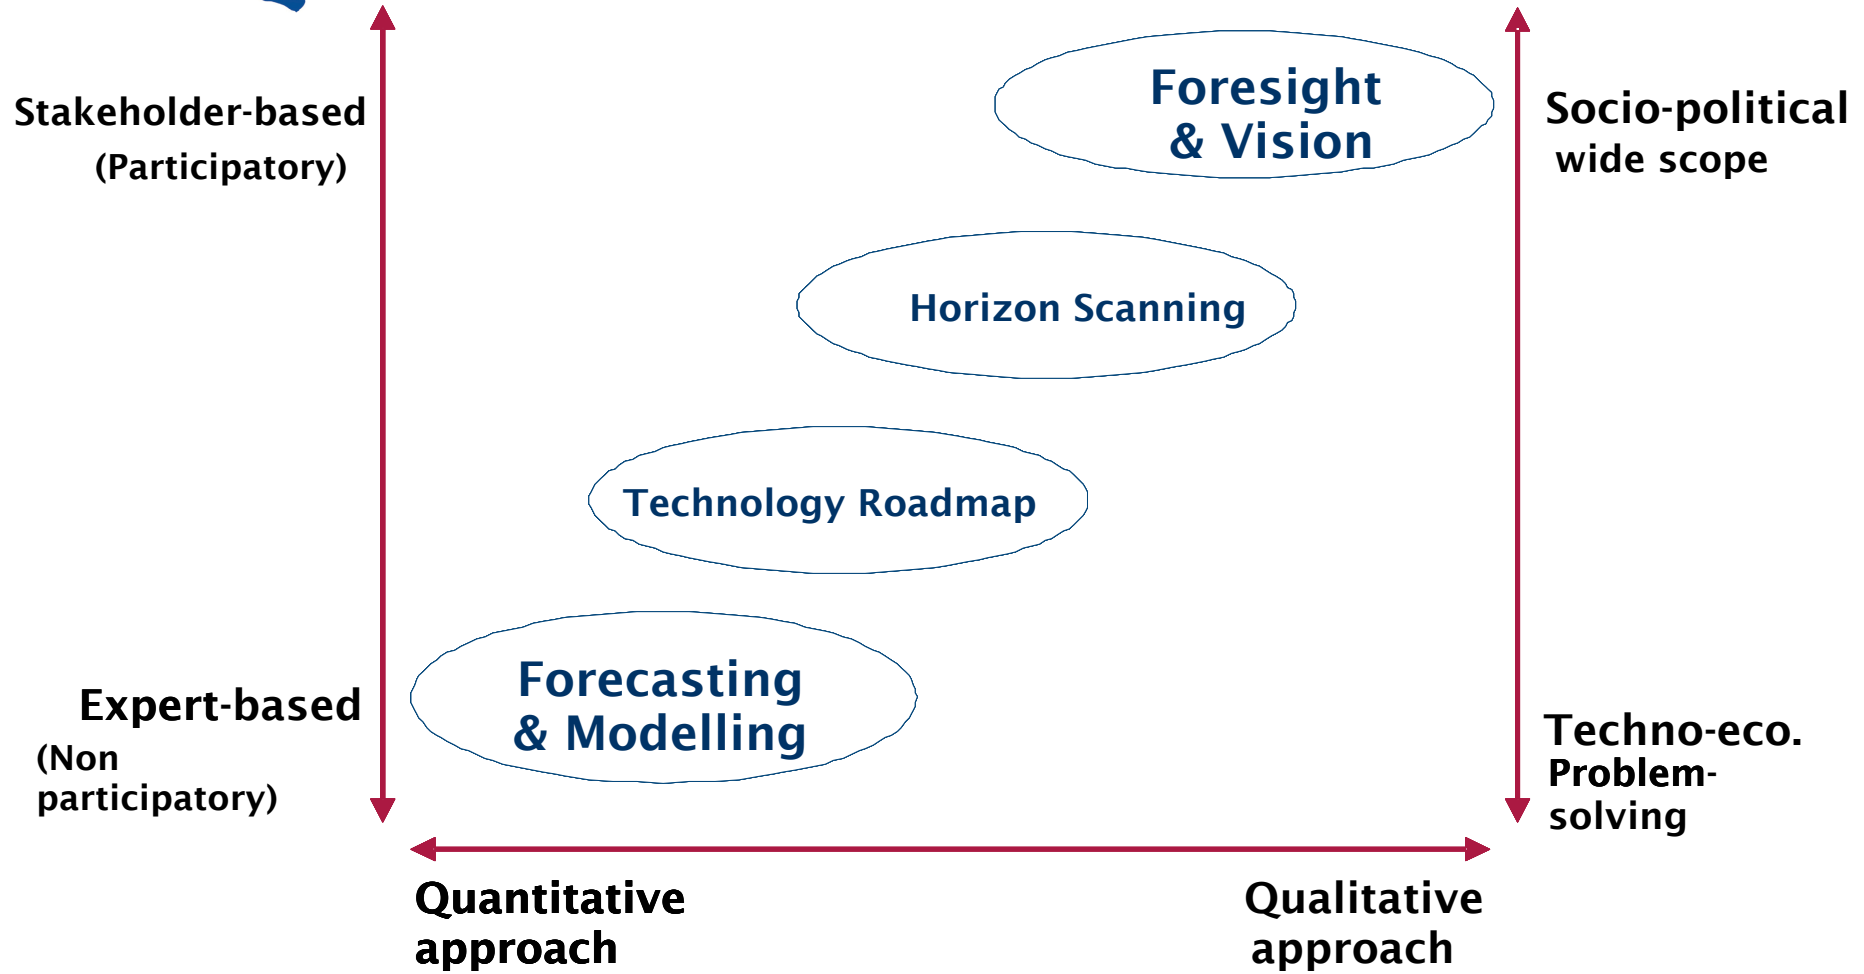 Stakeholder-based
(Participatory)
Foresight
& Vision
Socio-political
wide scope
Horizon Scanning
Technology Roadmap
Forecasting
& Modelling
Expert-based
(Non
participatory)
Techno-eco.
Problem-
solving
Quantitative
approach
Qualitative
approach